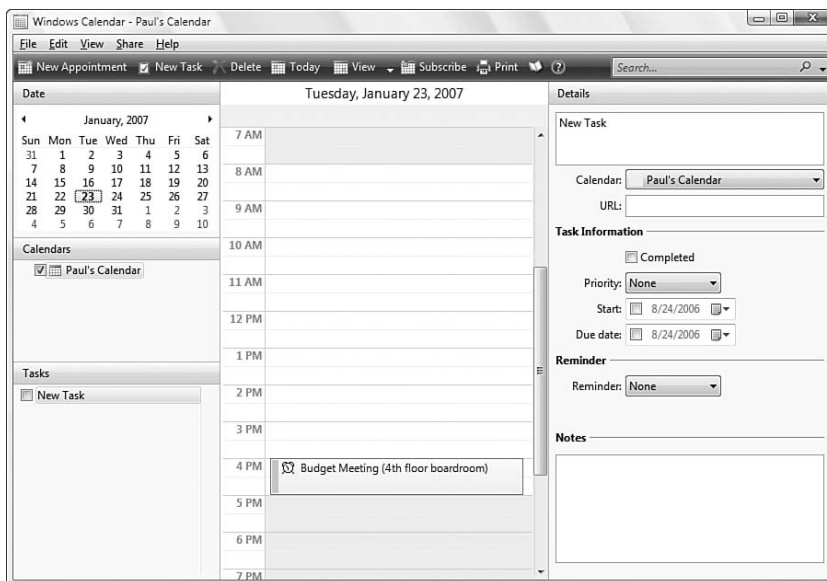 Windows Calendar - Paul's Calendar
File Edit View Share Help
New Appointment New Task Delete Today View Subscribe Print Search...
Date
January, 2007
Sun Mon Tue Wed Thu Fri Sat
31 1 2 3 4 5 6
7 8 9 10 11 12 13
14 15 16 17 18 19 20
21 22 23 24 25 26 27
28 29 30 31 1 2 3
4 5 6 7 8 9 10
Calendars
Paul's Calendar
Tasks
New Task
Tuesday, January 23, 2007
7 AM
8 AM
9 AM
10 AM
11 AM
12 PM
1 PM
2 PM
3 PM
4 PM Budget Meeting (4th floor boardroom)
5 PM
6 PM
7 PM
Details
New Task
Calendar: Paul's Calendar
URL:
Task Information
Completed
Priority: None
Start: 8/24/2006
Due date: 8/24/2006
Reminder
Reminder: None
Notes